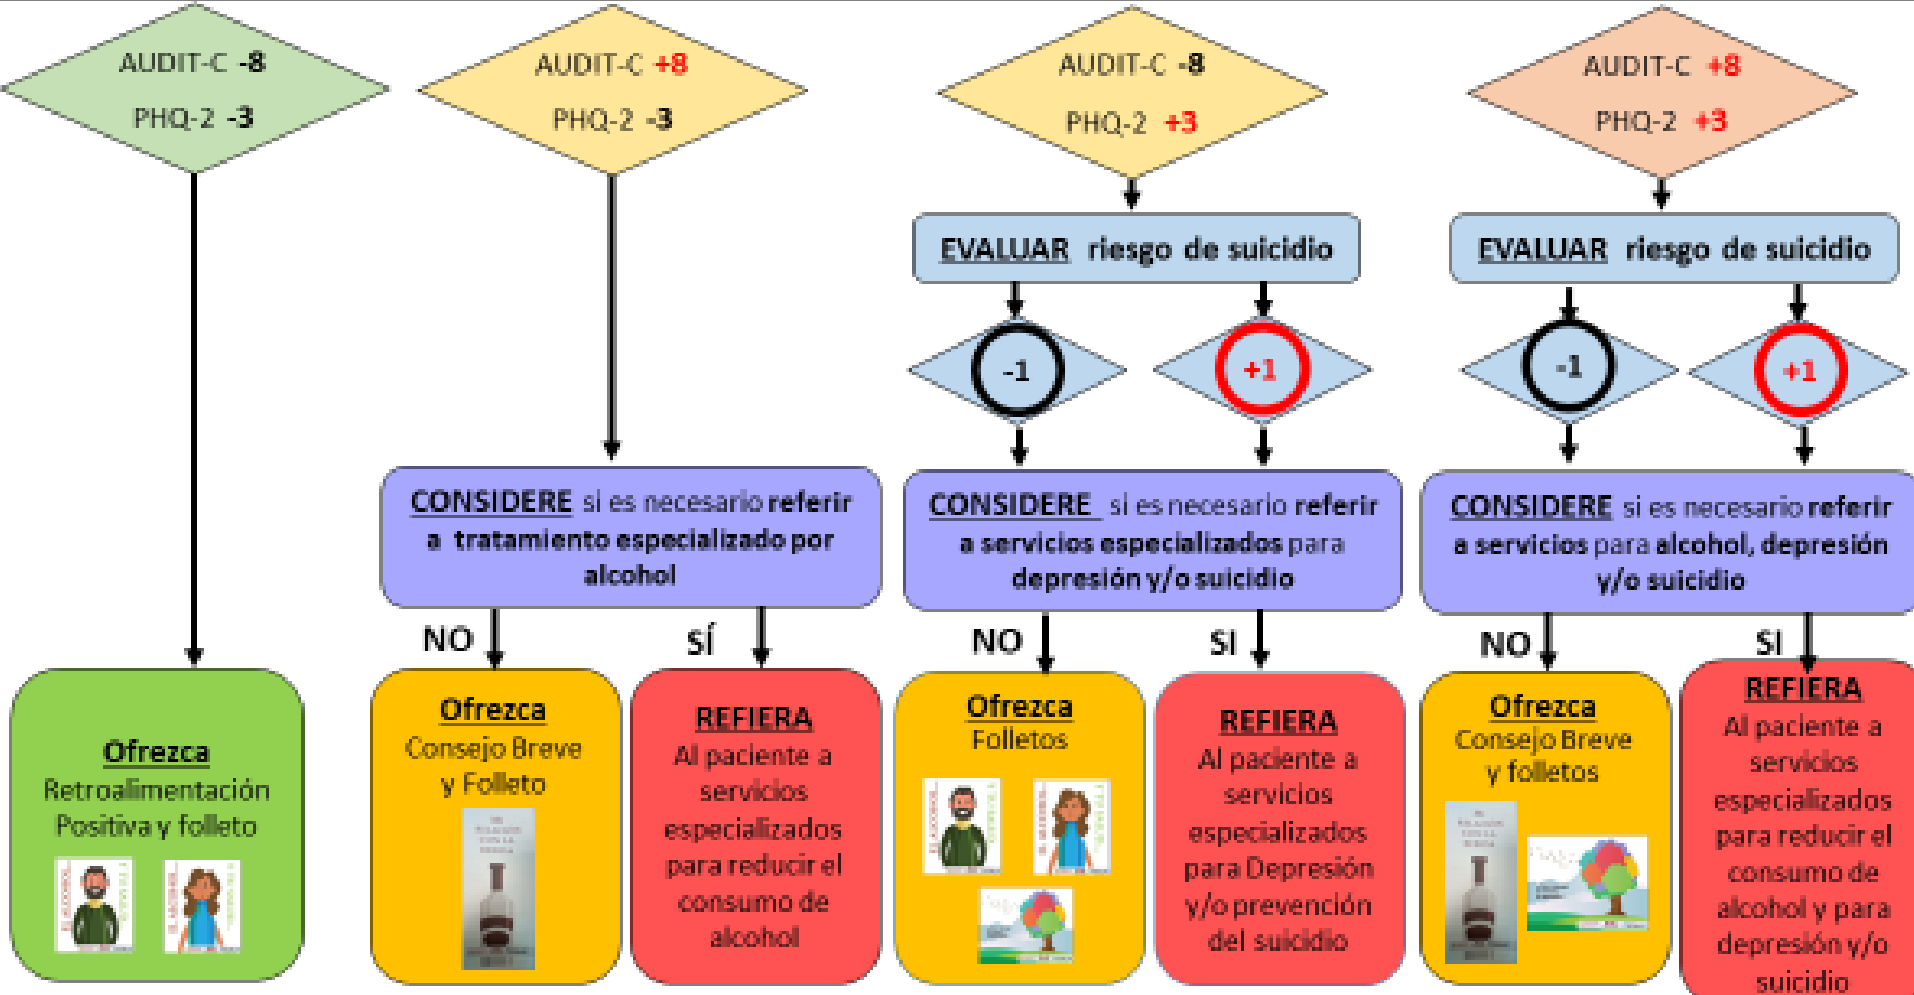 AUDIT-C -8
PHQ-2 -3
AUDIT-C +8
PHQ-2 -3
AUDIT-C -8
PHQ-2 +3
AUDIT-C +8
PHQ-2 +3
EVALUAR riesgo de suicidio
EVALUAR riesgo de suicidio
-1
+1
-1
+1
CONSIDERE si es necesario referir
a tratamiento especializado por
alcohol
CONSIDERE si es necesario referir
a servicios especializados para
depresión y/o suicidio
CONSIDERE si es necesario referir
a servicios para alcohol, depresión
y/o suicidio
NO
SÍ
NO
SI
NO
SI
Ofrezca
Retroalimentación
Positiva y folleto
Ofrezca
Consejo Breve
y Folleto
REFIERA
Al paciente a
servicios
especializados
para reducir el
consumo de
alcohol
Ofrezca
Folletos
REFIERA
Al paciente a
servicios
especializados
para Depresión
y/o prevención
del suicidio
Ofrezca
Consejo Breve
y folletos
REFIERA
Al paciente a
servicios
especializados
para reducir el
consumo de
alcohol y para
depresión y/o
suicidio